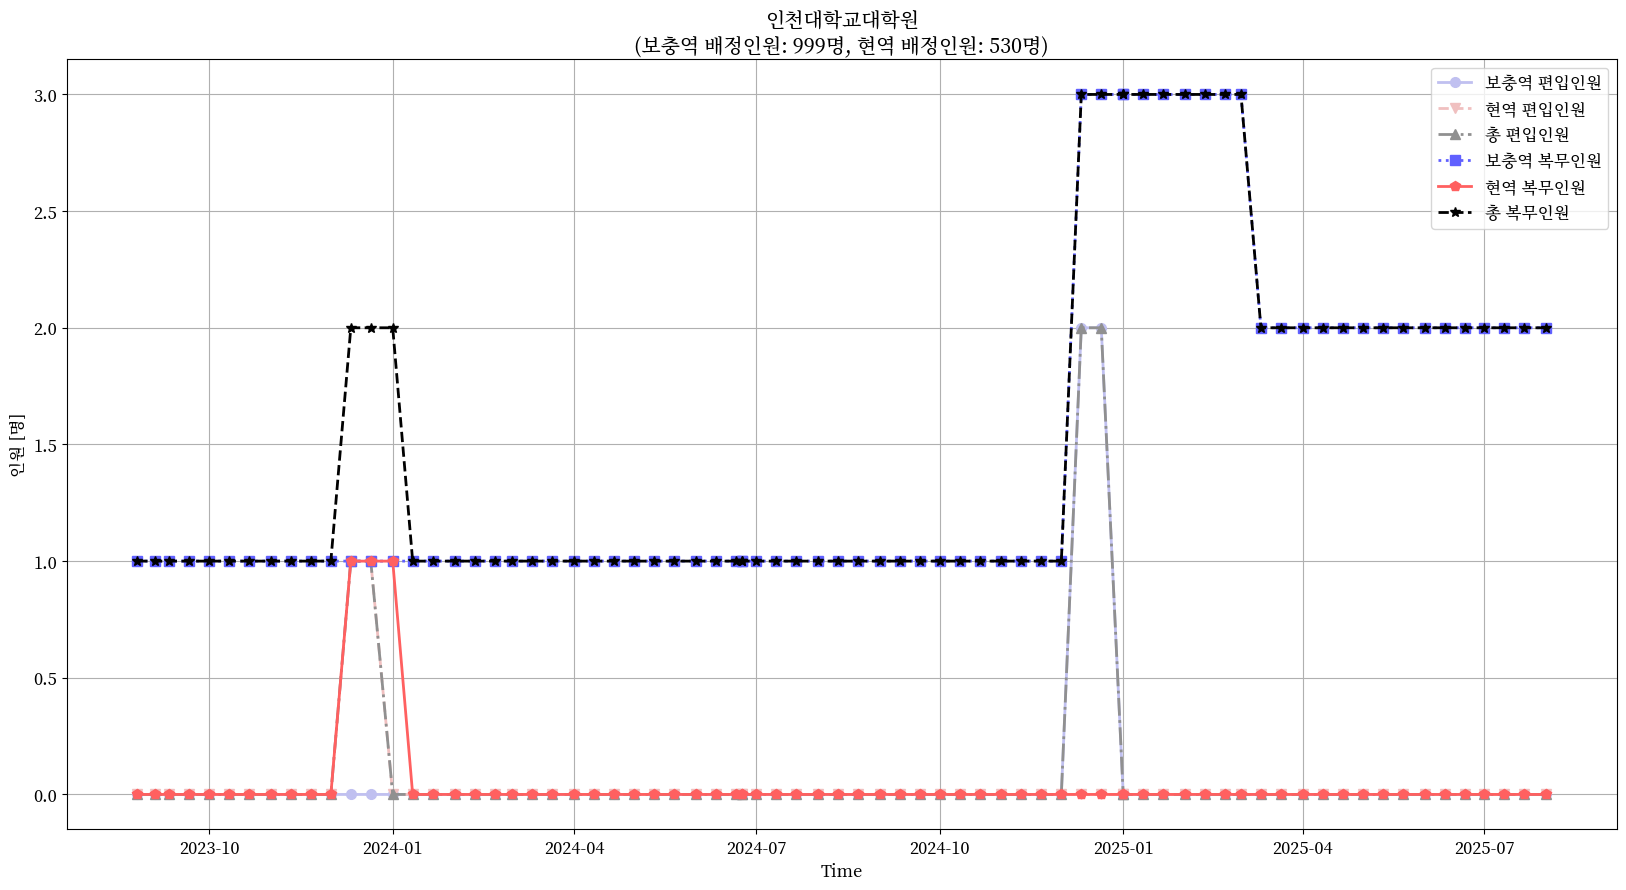 인천대학교대학원
(보충역 배정인원: 999명, 현역 배정인원: 530명)
보충역 편입인원
현역 편입인원
총 편입인원
보충역 복무인원
현역 복무인원
총 복무인원
인원 [명]
3.0
2.5
2.0
1.5
1.0
0.5
0.0
2023-10 2024-01 2024-04 2024-07 2024-10 2025-01 2025-04 2025-07
Time